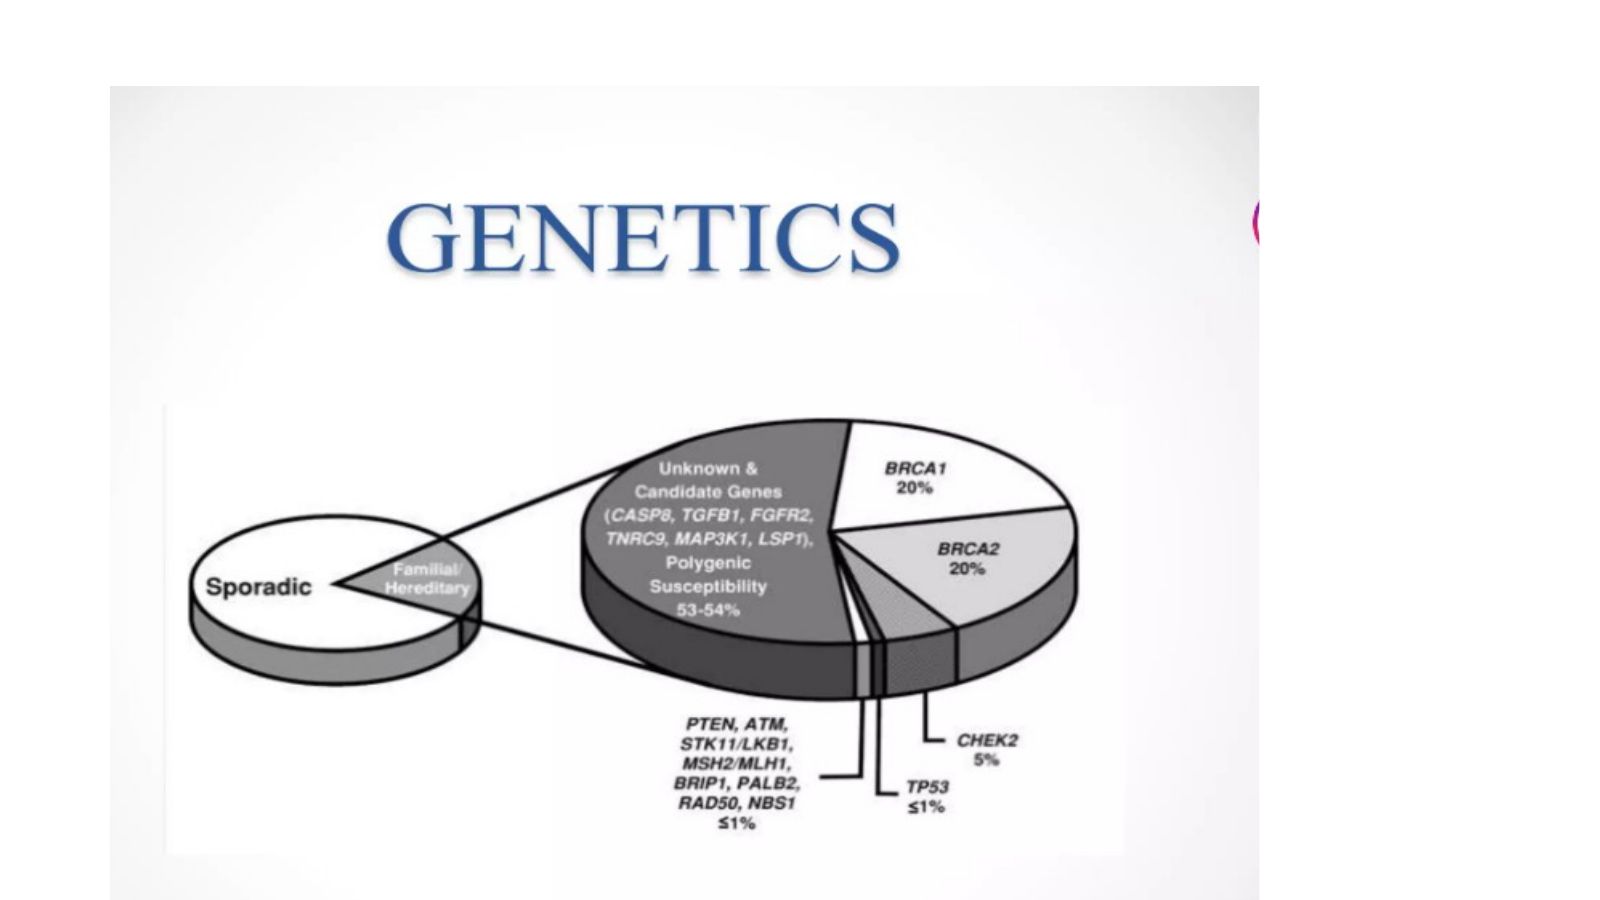 GENETICS
Sporadic
Familial/
Hereditary
Unknown &
Candidate Genes
(CASP8, TGFB1, FGFR2,
TNRC9, MAP3K1, LSP1),
Polygenic
Susceptibility
53-54%
BRCA1
20%
BRCA2
20%
PTEN, ATM,
STK11/LKB1,
MSH2/MLH1,
BRIP1, PALB2,
RAD50, NBS1
≤1%
TP53
≤1%
CHEK2
5%